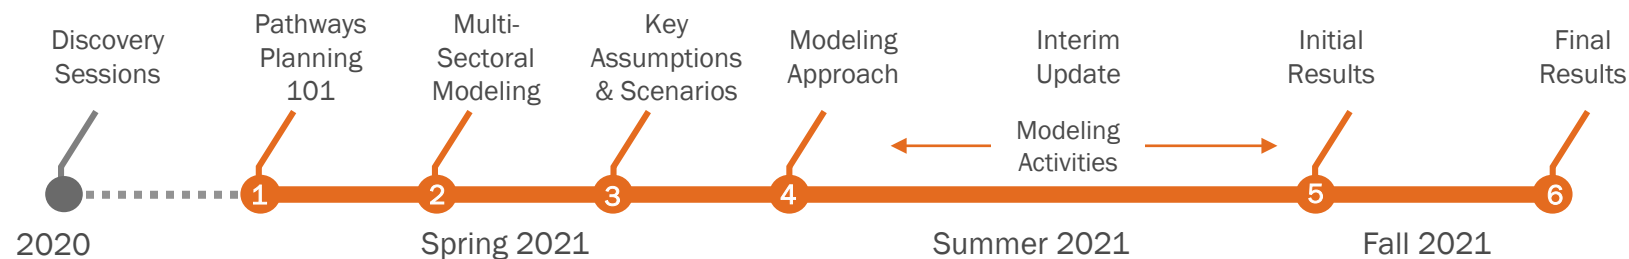 Discovery
Sessions
Pathways
Planning
101
Multi-
Sectoral
Modeling
Key
Assumptions
& Scenarios
Modeling
Approach
Interim
Update
Initial
Results
Final
Results
Modeling
Activities
1
2
3
4
5
6
2020
Spring 2021
Summer 2021
Fall 2021